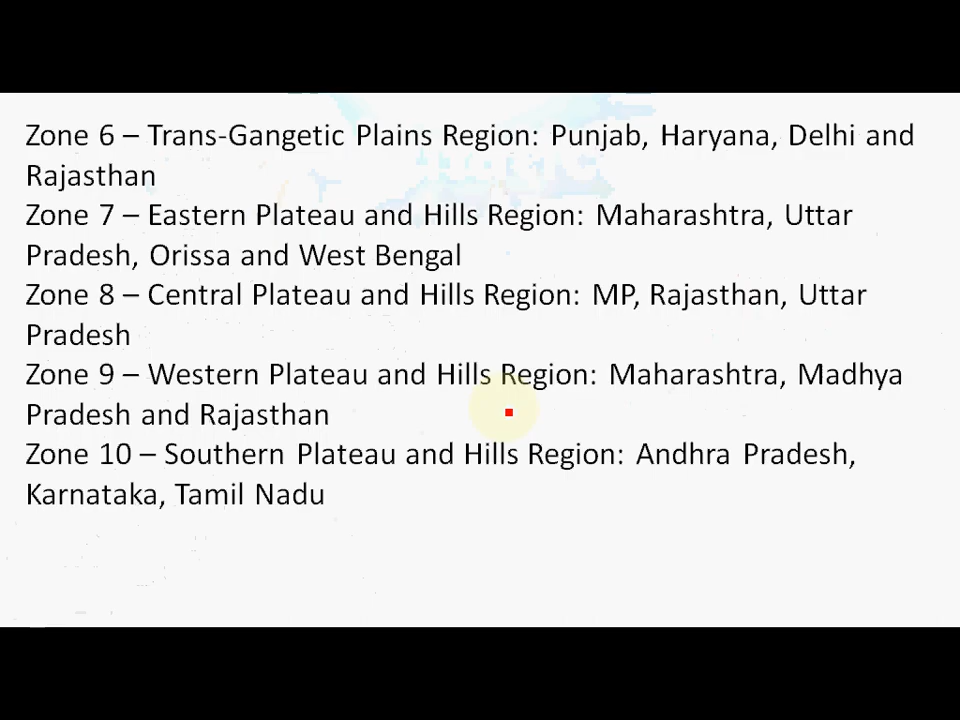 Zone 6 – Trans-Gangetic Plains Region: Punjab, Haryana, Delhi and
Rajasthan
Zone 7 – Eastern Plateau and Hills Region: Maharashtra, Uttar
Pradesh, Orissa and West Bengal
Zone 8 – Central Plateau and Hills Region: MP, Rajasthan, Uttar
Pradesh
Zone 9 – Western Plateau and Hills Region: Maharashtra, Madhya
Pradesh and Rajasthan
Zone 10 – Southern Plateau and Hills Region: Andhra Pradesh,
Karnataka, Tamil Nadu